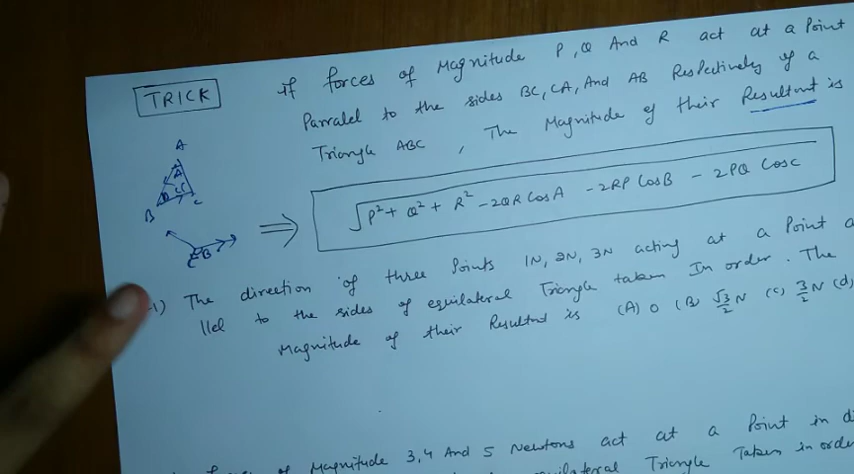 TRICK
if forces of Magnitude P, Q And R act at a Point
Parralel to the sides BC, CA, And AB Respectively of a
Triangle ABC, The Magnitude of their Resultant is
A
A
B
C
B
⇒ √P²+ Q² + R² -2QR CosA -2RP CosB - 2PQ CosC
1) The direction of three Points 1N, 2N, 3N acting at a Point
llel to the sides of equilateral Triangle taken In order. The
Magnitude of their Resultant is (A) 0 (B) √3/2 N (C) 3/2 N (d)
of Magnitude 3,4 And 5 Newtons act at a Point in
Triangle Taken in order